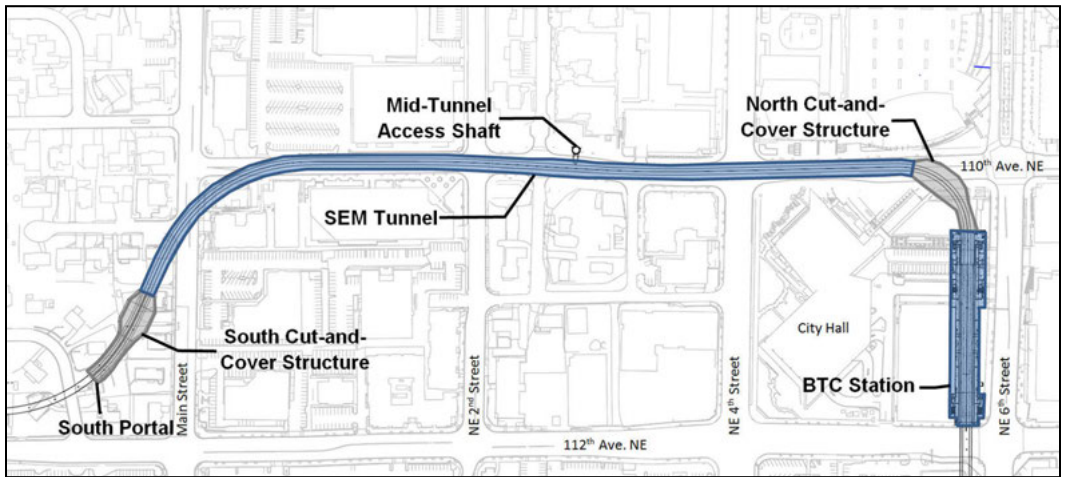 Mid-Tunnel
Access Shaft
North Cut-and-
Cover Structure
110th Ave. NE
SEM Tunnel
South Cut-and-
Cover Structure
South Portal
Main Street
NE 2nd Street
NE 4th Street
NE 6th Street
City Hall
BTC Station
112th Ave. NE